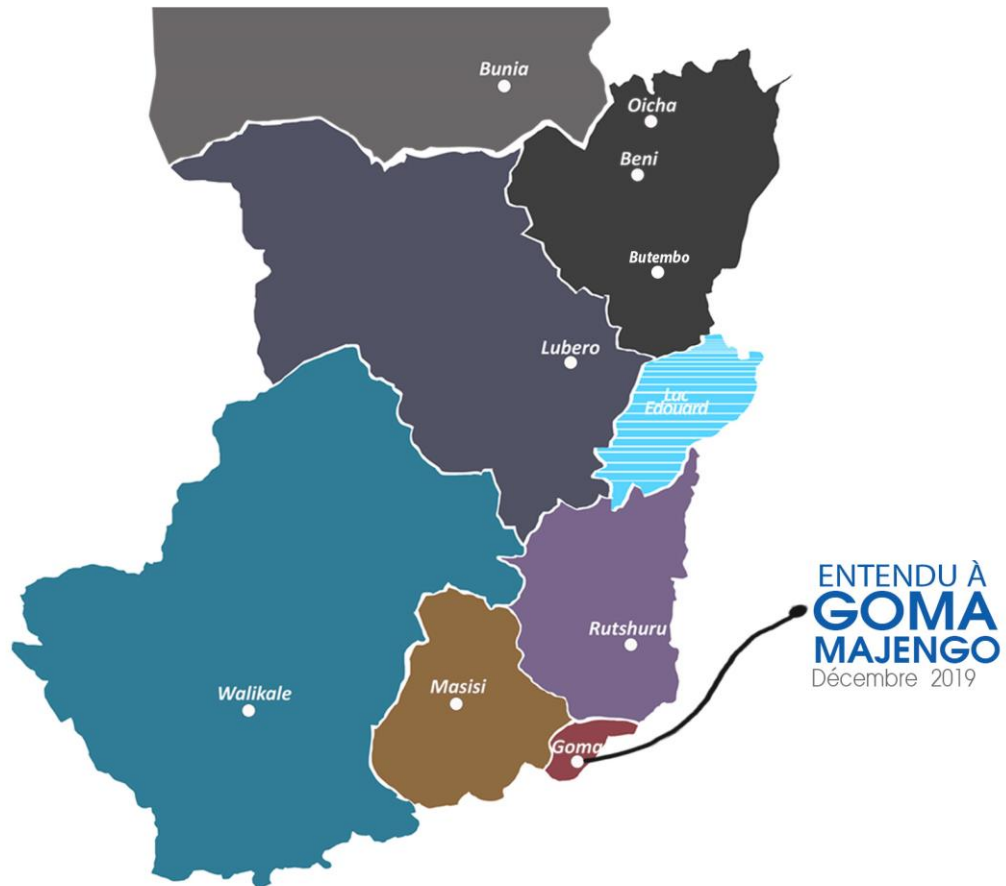 Bunia
Oicha
Beni
Butembo
Lubero
Lac
Edouard
ENTENDU À
GOMA
MAJENGO
Décembre 2019
Rutshuru
Masisi
Walikale
Goma